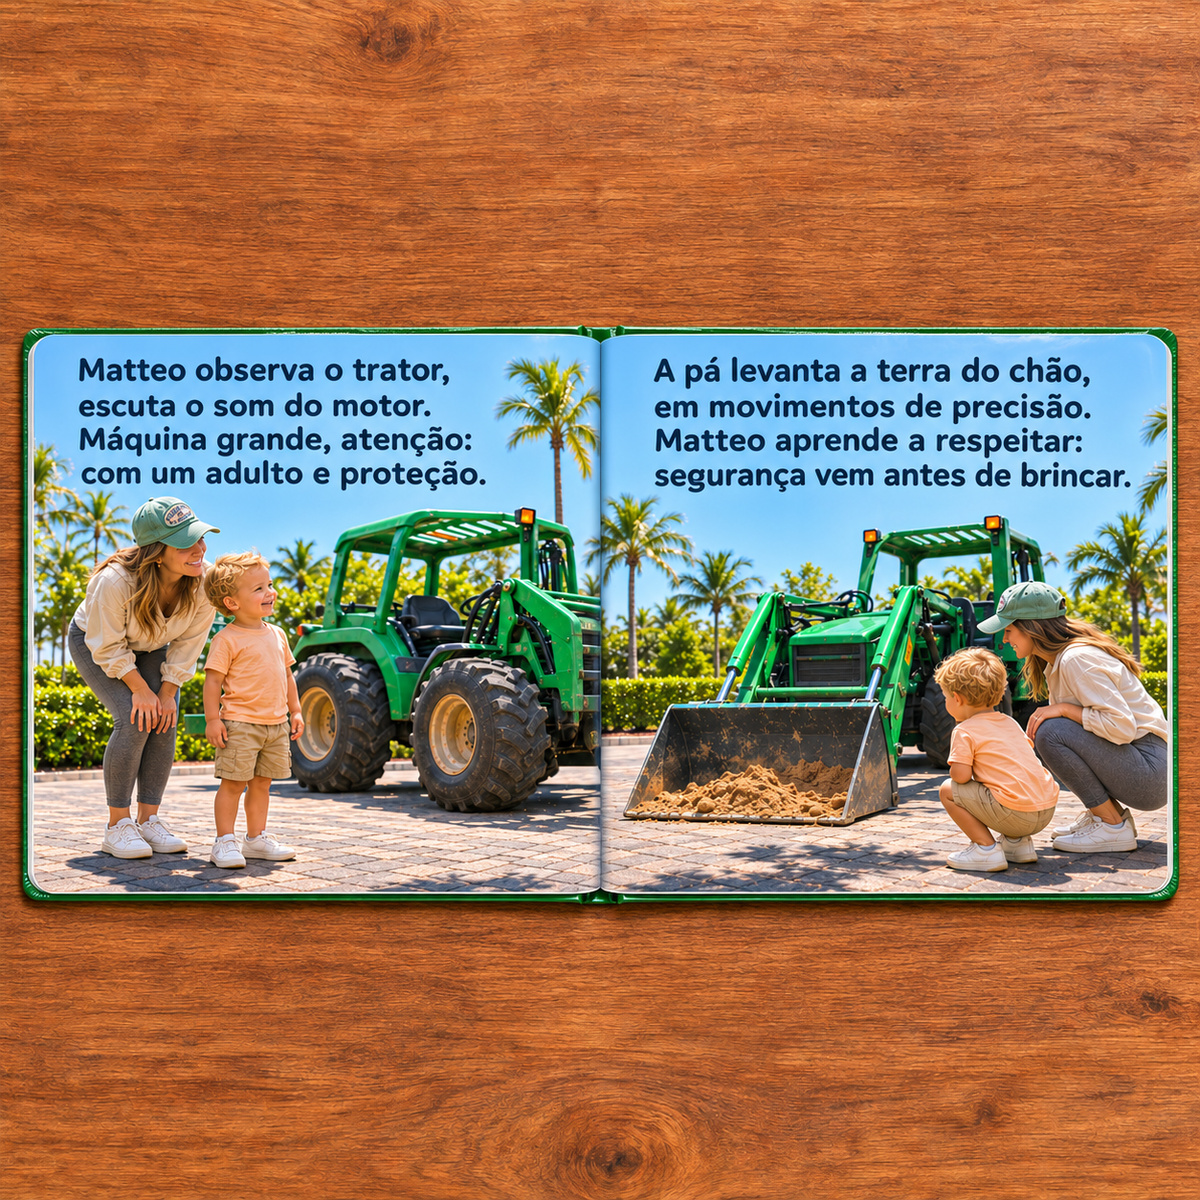 Matteo observa o trator,
escuta o som do motor.
Máquina grande, atenção:
com um adulto e proteção.
A pá levanta a terra do chão,
em movimentos de precisão.
Matteo aprende a respeitar:
segurança vem antes de brincar.